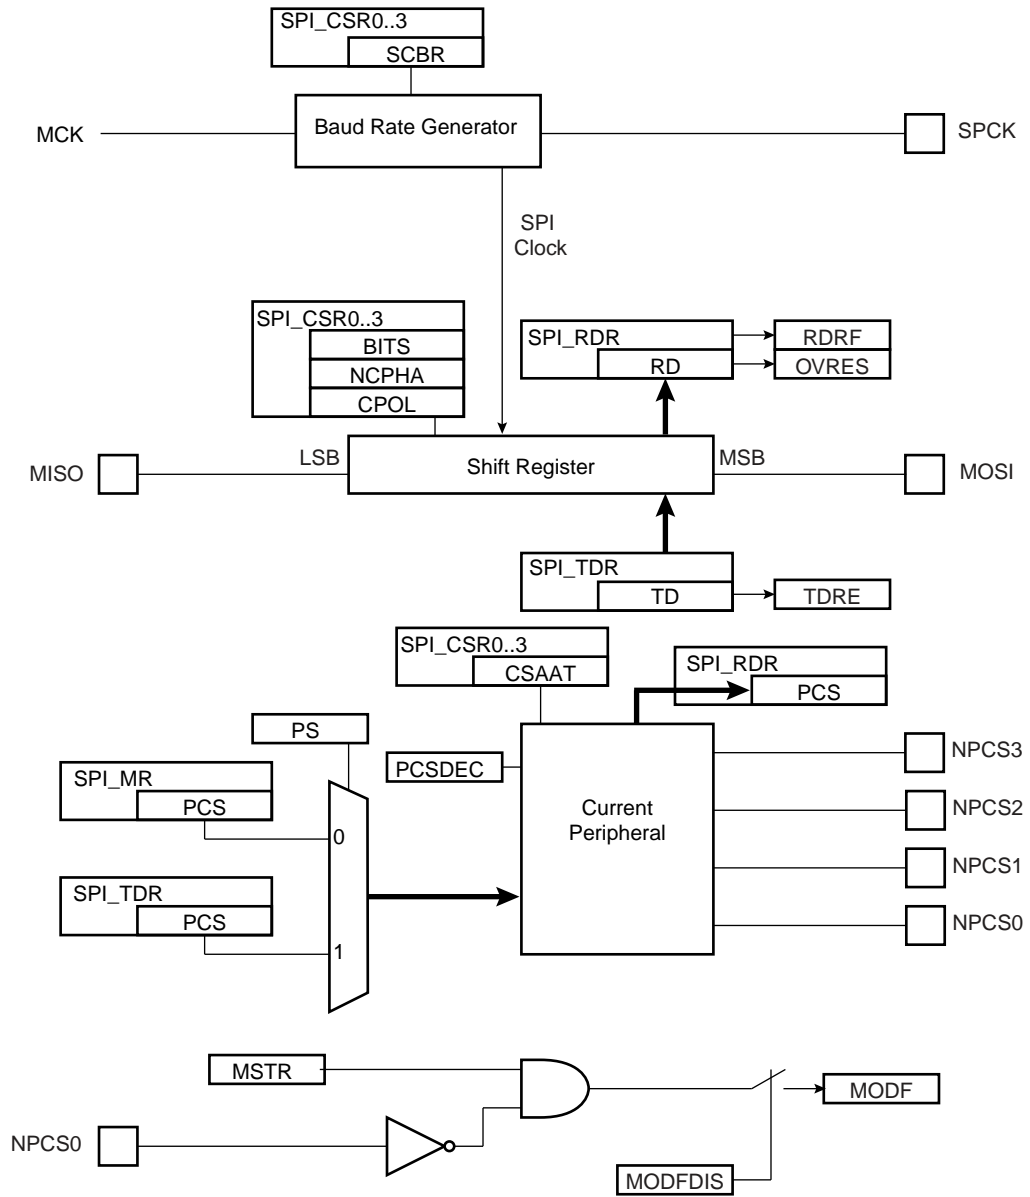 SPI_CSR0..3
SCBR
MCK
Baud Rate Generator
SPCK
SPI
Clock
SPI_CSR0..3
BITS
NCPHA
CPOL
SPI_RDR
RD
RDRF
OVRES
MISO
LSB
Shift Register
MSB
MOSI
SPI_TDR
TD
TDRE
SPI_CSR0..3
CSAAT
SPI_RDR
PCS
PS
PCSDEC
NPCS3
SPI_MR
PCS
0
Current
Peripheral
NPCS2
NPCS1
SPI_TDR
PCS
1
NPCS0
MSTR
MODF
NPCS0
MODFDIS